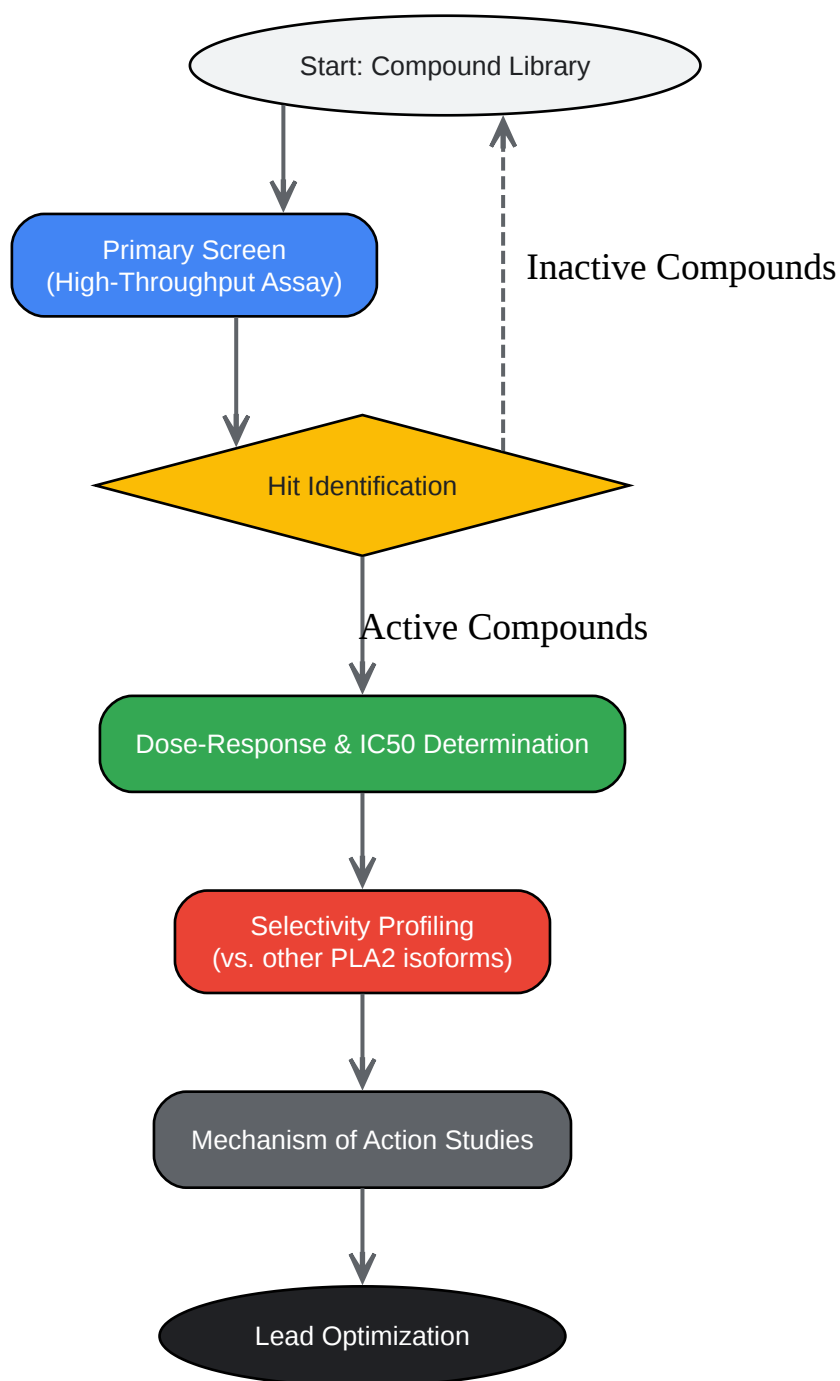 Start: Compound Library
Primary Screen
(High-Throughput Assay)
Inactive Compounds
Hit Identification
Active Compounds
Dose-Response & IC50 Determination
Selectivity Profiling
(vs. other PLA2 isoforms)
Mechanism of Action Studies
Lead Optimization